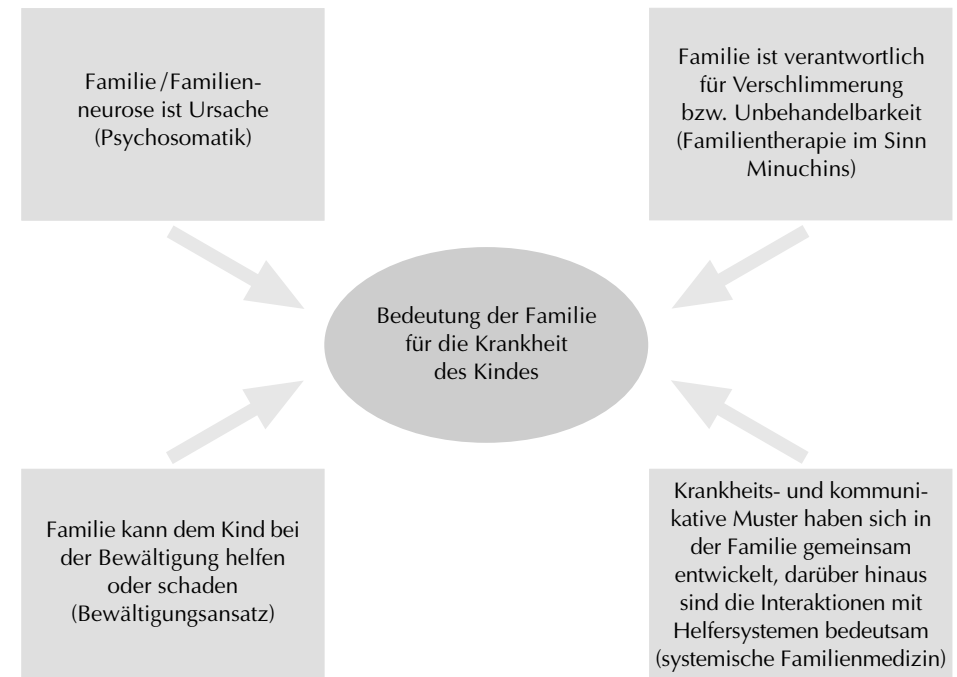 Familie/Familien-
neurose ist Ursache
(Psychosomatik)
Familie ist verantwortlich
für Verschlimmerung
bzw. Unbehandelbarkeit
(Familientherapie im Sinn
Minuchins)
Bedeutung der Familie
für die Krankheit
des Kindes
Familie kann dem Kind bei
der Bewältigung helfen
oder schaden
(Bewältigungsansatz)
Krankheits- und kommuni-
kative Muster haben sich in
der Familie gemeinsam
entwickelt, darüber hinaus
sind die Interaktionen mit
Helfersystemen bedeutsam
(systemische Familienmedizin)